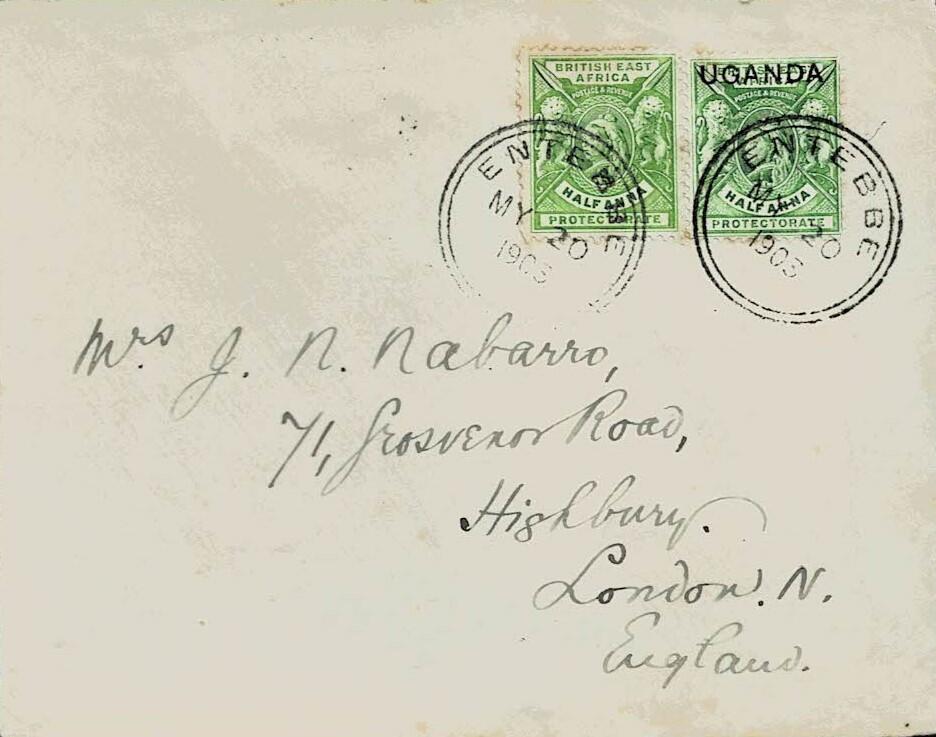 BRITISH EAST
AFRICA
POSTAGE & REVENUE
HALF ANNA
PROTECTORATE
UGANDA
POSTAGE & REVENUE
HALF ANNA
PROTECTORATE
ENTEBBE
MY 20
1903
ENTEBBE
MY 20
1903
Mrs J. N. Nabarro,
71, Grosvenor Road,
Highbury.
London. N.
England.